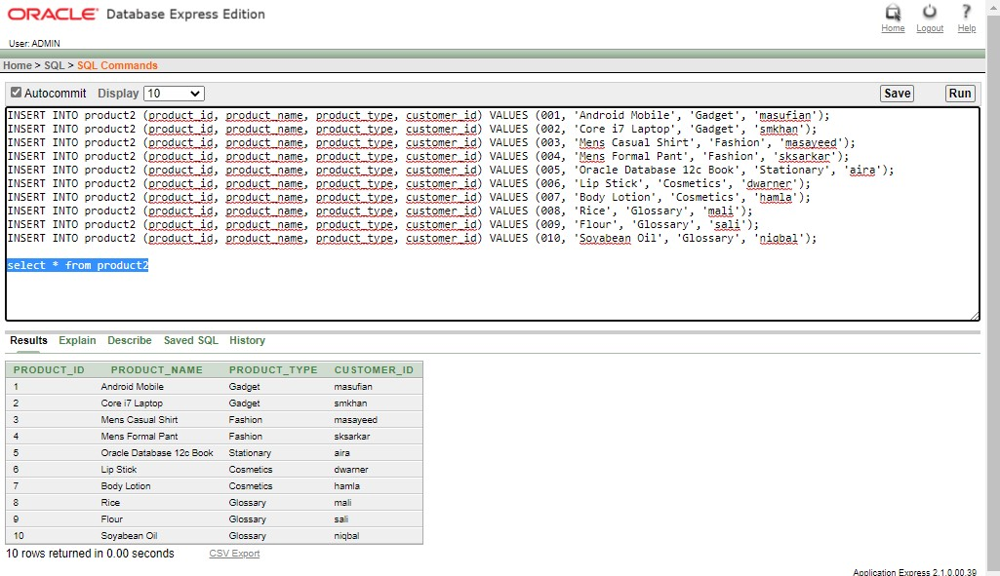 ORACLE® Database Express Edition
Home Logout Help
User: ADMIN
Home > SQL > SQL Commands
Autocommit Display 10 Save Run
INSERT INTO product2 (product_id, product_name, product_type, customer_id) VALUES (001, 'Android Mobile', 'Gadget', 'masufian');
INSERT INTO product2 (product_id, product_name, product_type, customer_id) VALUES (002, 'Core i7 Laptop', 'Gadget', 'smkhan');
INSERT INTO product2 (product_id, product_name, product_type, customer_id) VALUES (003, 'Mens Casual Shirt', 'Fashion', 'masayeed');
INSERT INTO product2 (product_id, product_name, product_type, customer_id) VALUES (004, 'Mens Formal Pant', 'Fashion', 'sksarkar');
INSERT INTO product2 (product_id, product_name, product_type, customer_id) VALUES (005, 'Oracle Database 12c Book', 'Stationary', 'aira');
INSERT INTO product2 (product_id, product_name, product_type, customer_id) VALUES (006, 'Lip Stick', 'Cosmetics', 'dwarner');
INSERT INTO product2 (product_id, product_name, product_type, customer_id) VALUES (007, 'Body Lotion', 'Cosmetics', 'hamla');
INSERT INTO product2 (product_id, product_name, product_type, customer_id) VALUES (008, 'Rice', 'Glossary', 'mali');
INSERT INTO product2 (product_id, product_name, product_type, customer_id) VALUES (009, 'Flour', 'Glossary', 'sali');
INSERT INTO product2 (product_id, product_name, product_type, customer_id) VALUES (010, 'Soyabean Oil', 'Glossary', 'niqbal');
select * from product2
Results Explain Describe Saved SQL History
PRODUCT_ID PRODUCT_NAME PRODUCT_TYPE CUSTOMER_ID
1 Android Mobile Gadget masufian
2 Core i7 Laptop Gadget smkhan
3 Mens Casual Shirt Fashion masayeed
4 Mens Formal Pant Fashion sksarkar
5 Oracle Database 12c Book Stationary aira
6 Lip Stick Cosmetics dwarner
7 Body Lotion Cosmetics hamla
8 Rice Glossary mali
9 Flour Glossary sali
10 Soyabean Oil Glossary niqbal
10 rows returned in 0.00 seconds CSV Export
Application Express 2.1.0.00.39